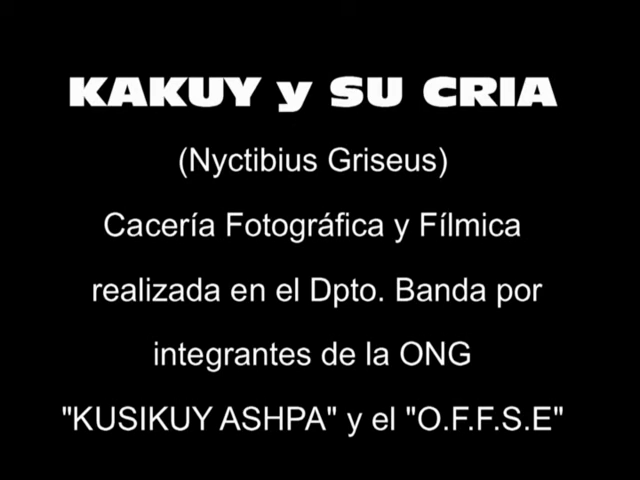 KAKUY y SU CRIA
(Nyctibius Griseus)
Cacería Fotográfica y Fílmica
realizada en el Dpto. Banda por
integrantes de la ONG
"KUSIKUY ASHPA" y el "O.F.F.S.E"